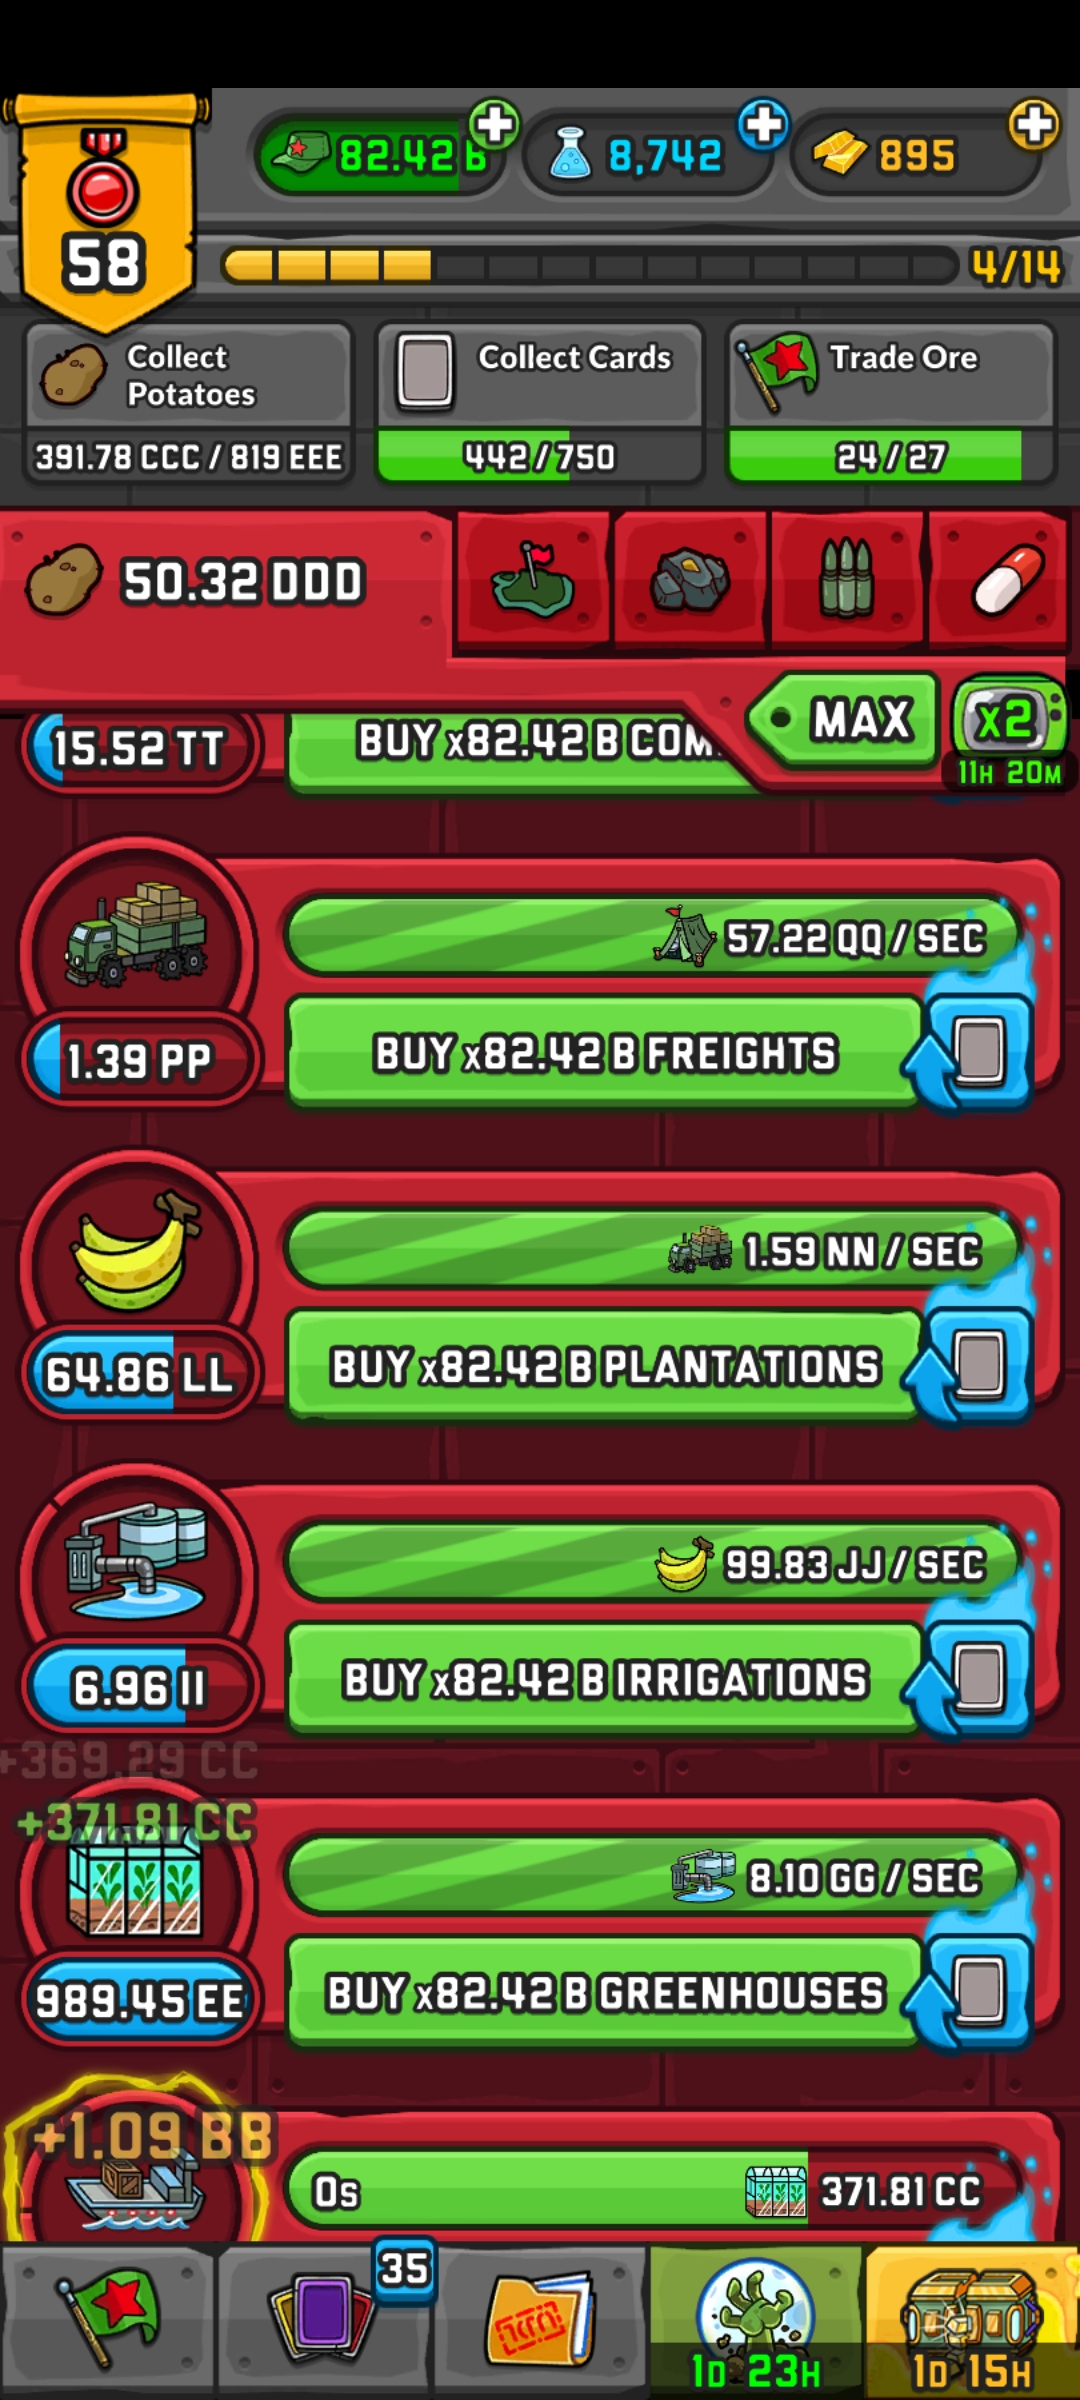 58
82.42 B
8,742
895
4/14
Collect
Potatoes
391.78 CCC / 819 EEE
Collect Cards
442/750
Trade Ore
24/27
50.32 DDD
MAX
x2
11H 20M
15.52 TT
BUY x82.42 B COM
57.22 QQ / SEC
1.39 PP
BUY x82.42 B FREIGHTS
1.59 NN / SEC
64.86 LL
BUY x82.42 B PLANTATIONS
99.83 JJ / SEC
6.96 II
BUY x82.42 B IRRIGATIONS
+369.29 CC
+371.81 CC
8.10 GG / SEC
989.45 EE
BUY x82.42 B GREENHOUSES
+1.09 BB
0s
371.81 CC
35
1D 23H
1D 15H